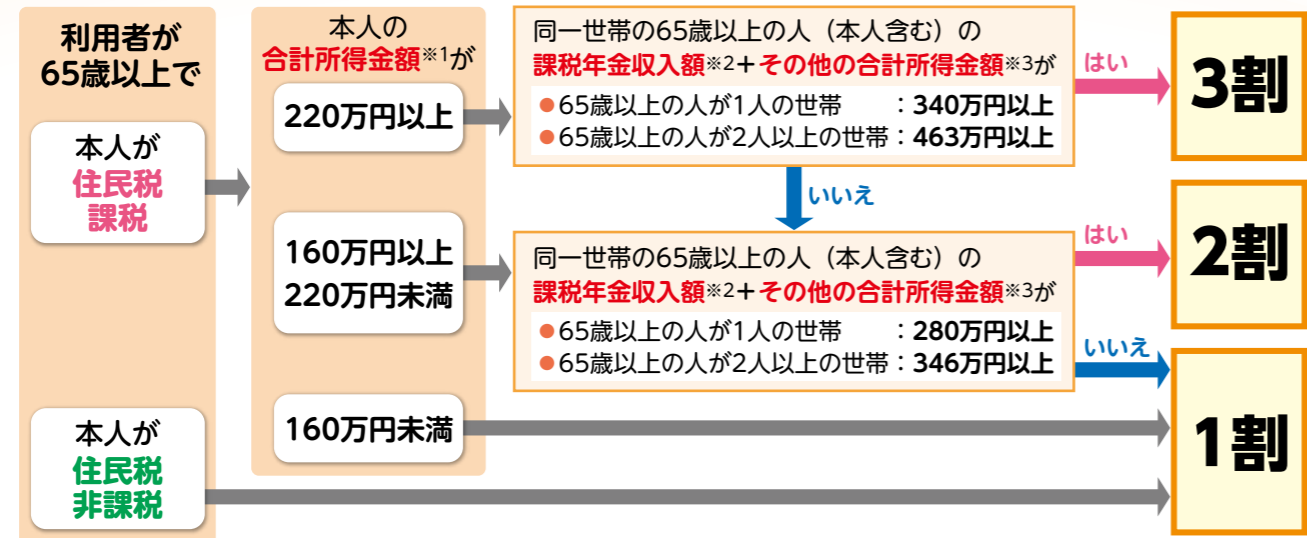 利用者が
65歳以上で
本人が
住民税
課税
本人が
住民税
非課税
本人の
合計所得金額※1が
220万円以上
160万円以上
220万円未満
160万円未満
同一世帯の65歳以上の人（本人含む）の
課税年金収入額※2＋その他の合計所得金額※3が
●65歳以上の人が1人の世帯　　：340万円以上
●65歳以上の人が2人以上の世帯：463万円以上
はい
いいえ
同一世帯の65歳以上の人（本人含む）の
課税年金収入額※2＋その他の合計所得金額※3が
●65歳以上の人が1人の世帯　　：280万円以上
●65歳以上の人が2人以上の世帯：346万円以上
はい
いいえ
3割
2割
1割